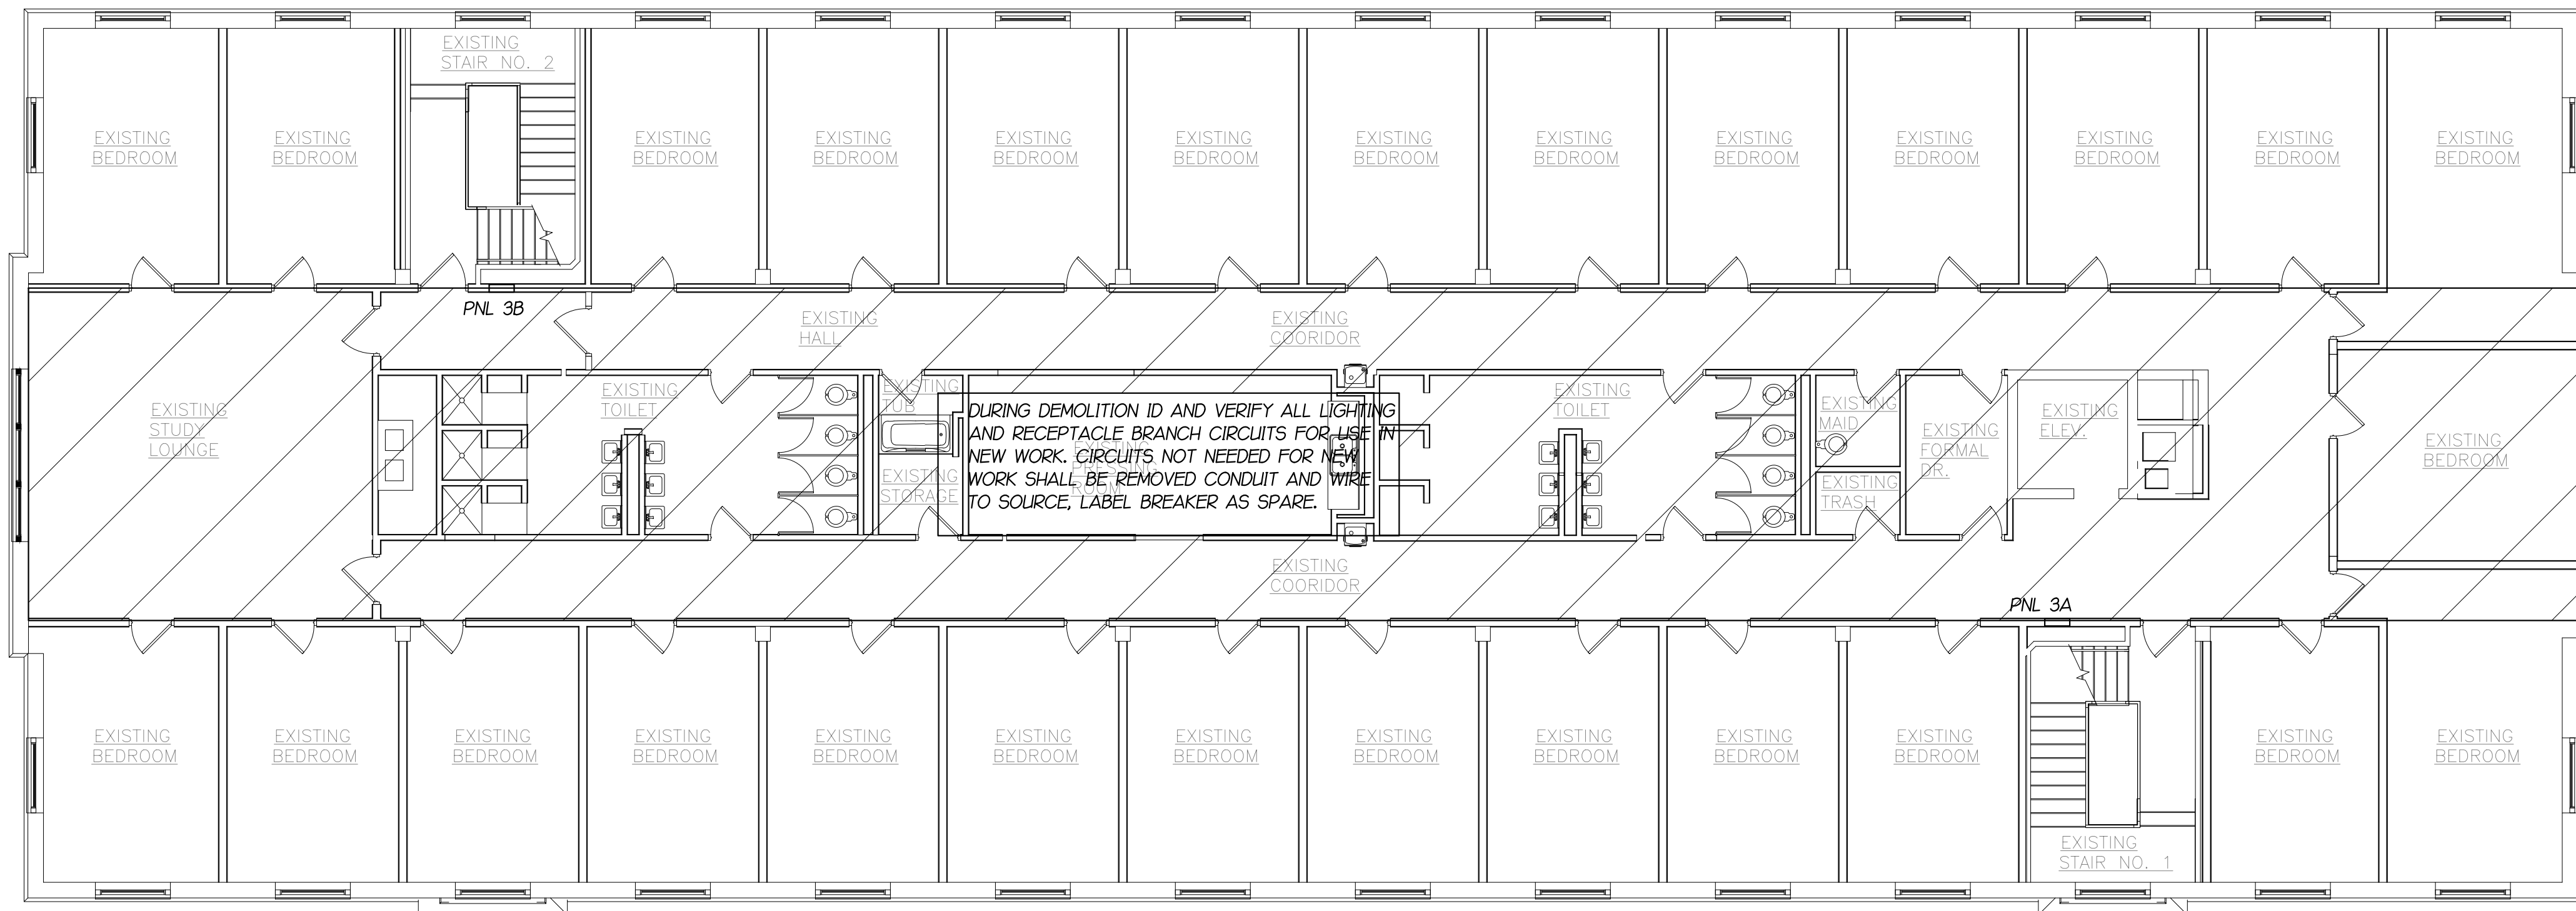 EXISTING
STAIR NO. 2
EXISTING
BEDROOM
EXISTING
BEDROOM
EXISTING
BEDROOM
EXISTING
BEDROOM
EXISTING
BEDROOM
EXISTING
BEDROOM
EXISTING
BEDROOM
EXISTING
BEDROOM
EXISTING
BEDROOM
EXISTING
BEDROOM
EXISTING
BEDROOM
EXISTING
BEDROOM
EXISTING
BEDROOM
PNL 3B
EXISTING
HALL
EXISTING
COORIDOR
EXISTING
STUDY
LOUNGE
EXISTING
TOILET
EXISTING
TUB
EXISTING
STORAGE
DURING DEMOLITION ID AND VERIFY ALL LIGHTING
AND RECEPTACLE BRANCH CIRCUITS FOR USE IN
NEW WORK. CIRCUITS NOT NEEDED FOR NEW
WORK SHALL BE REMOVED CONDUIT AND WIRE
TO SOURCE, LABEL BREAKER AS SPARE.
EXISTING
PRESSING
ROOM
EXISTING
TOILET
EXISTING
MAID
EXISTING
TRASH
EXISTING
FORMAL
DR.
EXISTING
ELEV.
EXISTING
BEDROOM
EXISTING
COORIDOR
PNL 3A
EXISTING
BEDROOM
EXISTING
BEDROOM
EXISTING
BEDROOM
EXISTING
BEDROOM
EXISTING
BEDROOM
EXISTING
BEDROOM
EXISTING
BEDROOM
EXISTING
BEDROOM
EXISTING
BEDROOM
EXISTING
BEDROOM
EXISTING
BEDROOM
EXISTING
BEDROOM
EXISTING
BEDROOM
EXISTING
STAIR NO. 1